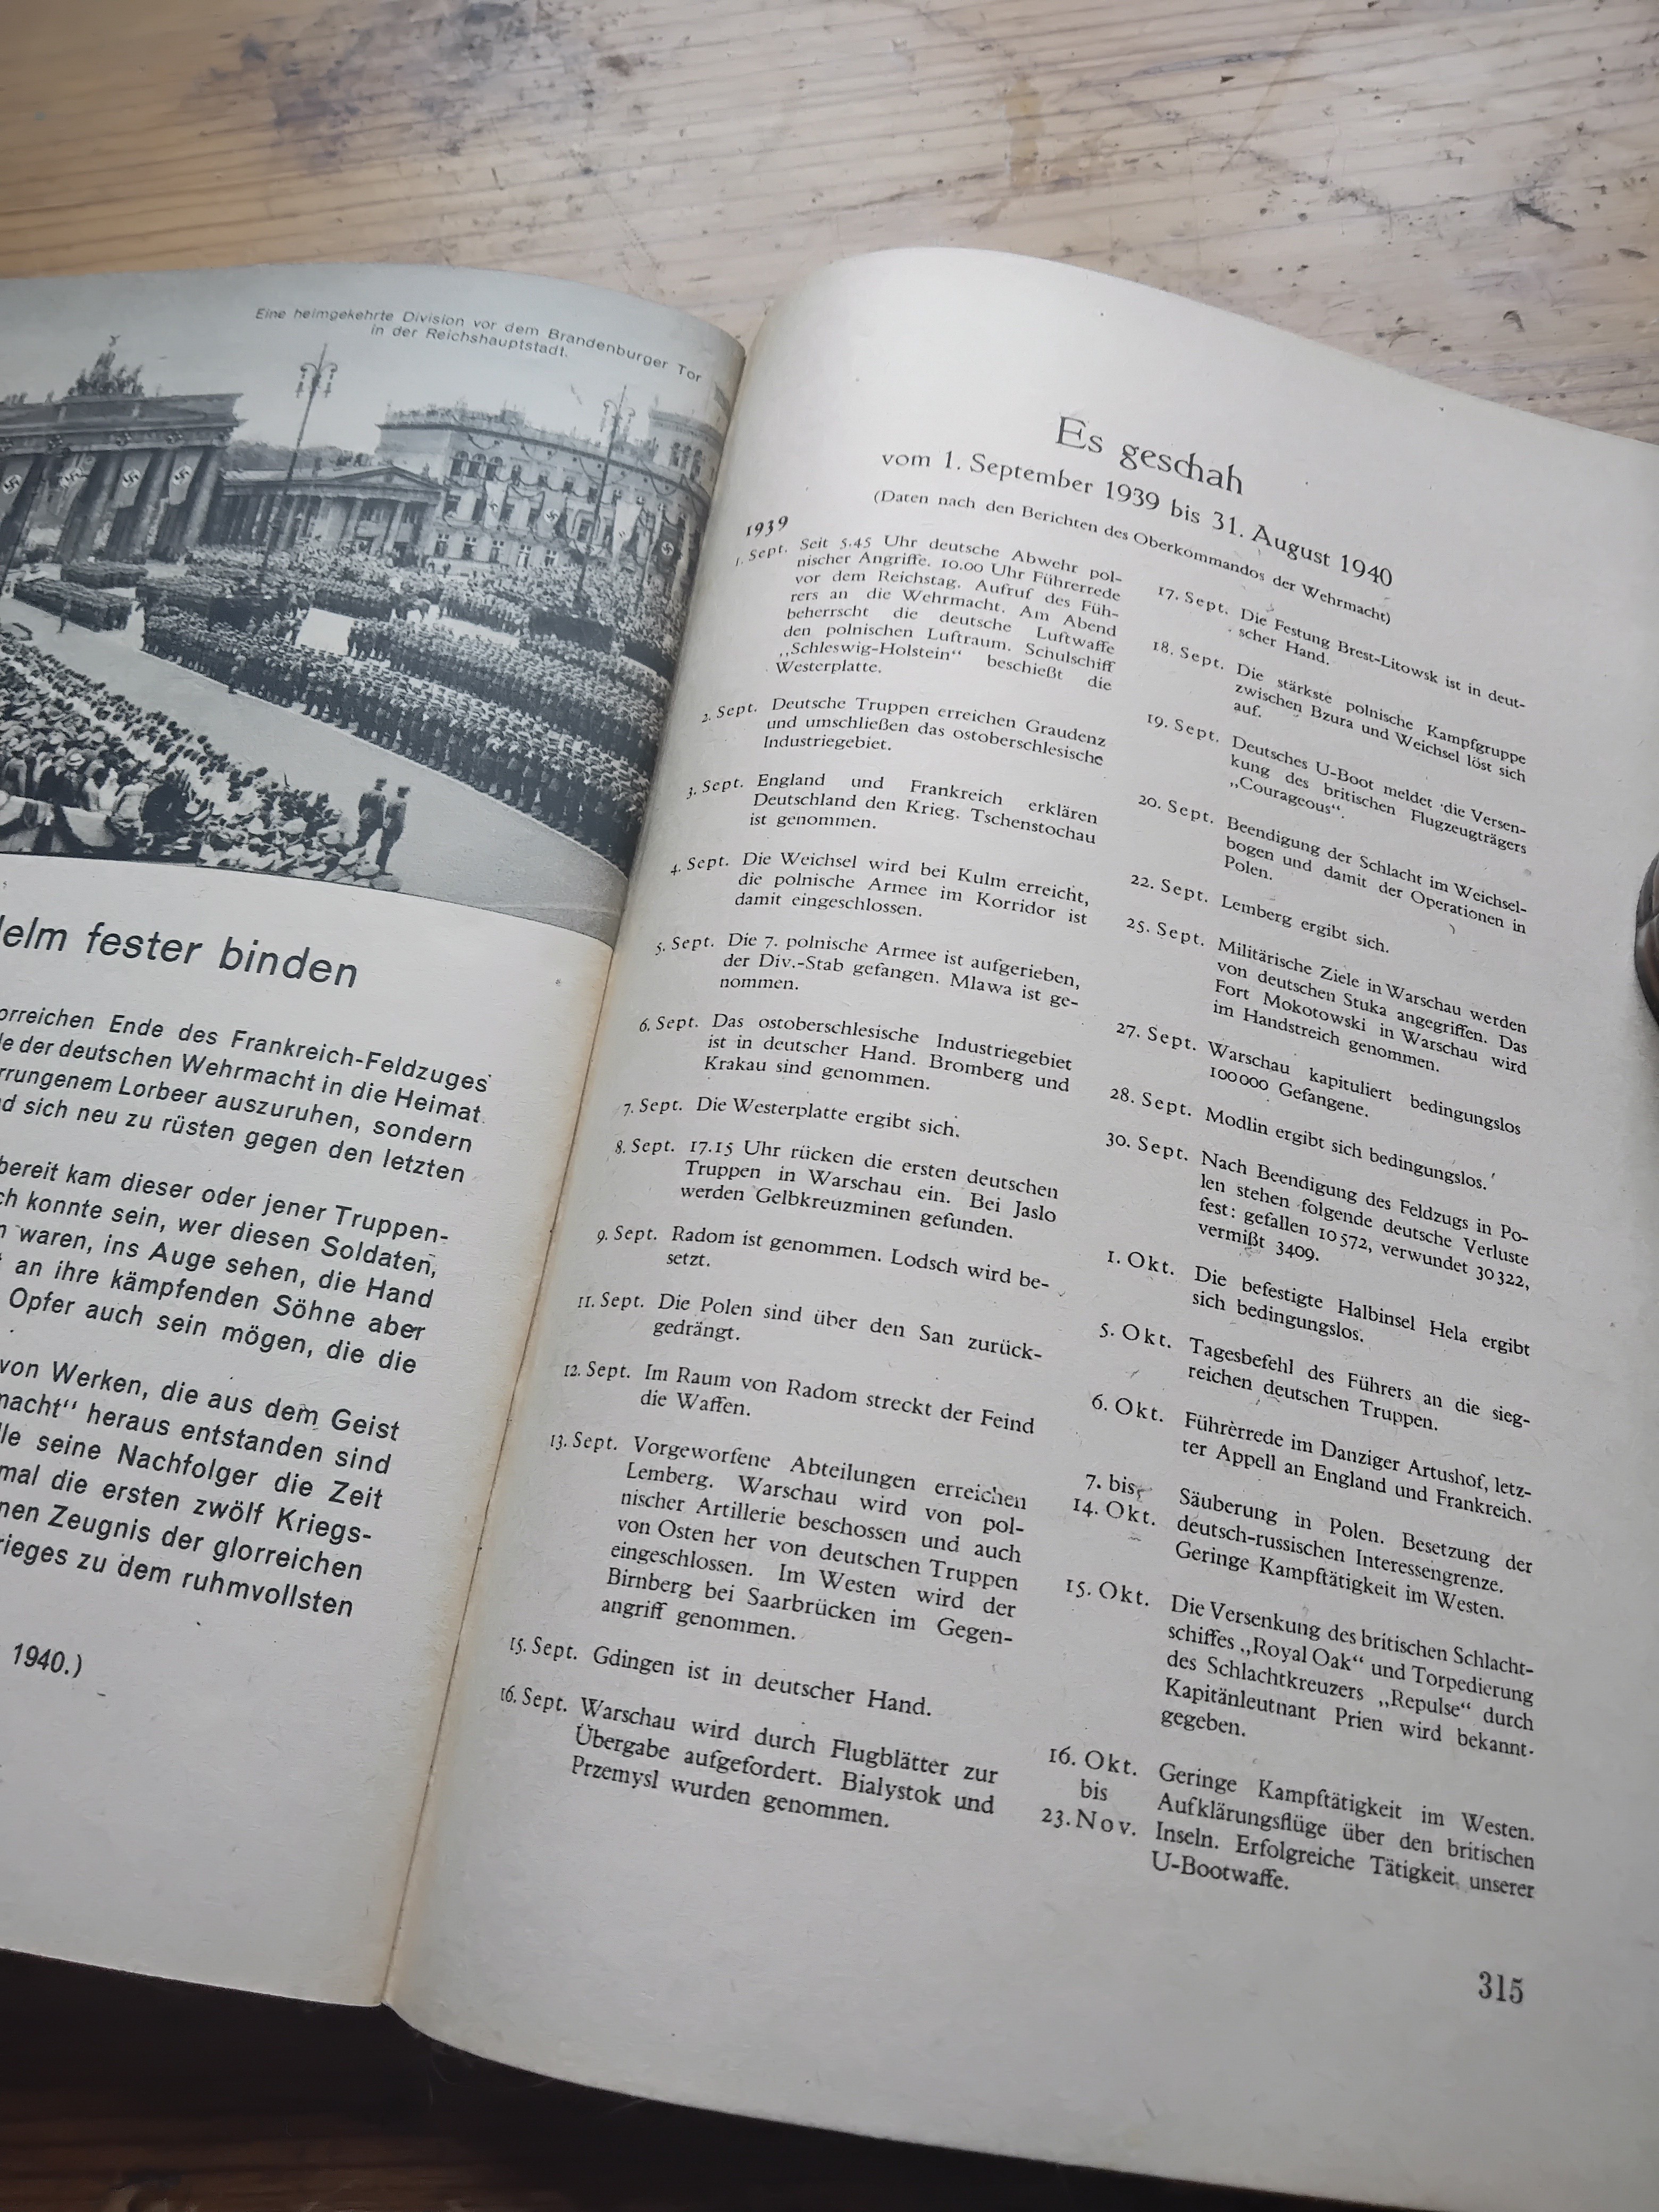 Eine heimgekehrte Division vor dem Brandenburger Tor
in der Reichshauptstadt.
fester binden
Ende des Frankreich-Feldzuges
der deutschen Wehrmacht in die Heimat
Lorbeer auszuruhen, sondern
sich neu zu rüsten gegen den letzten
bereit kam dieser oder jener Truppen-
konnte sein, wer diesen Soldaten,
waren, ins Auge sehen, die Hand
an ihre kämpfenden Söhne aber
Opfer auch sein mögen, die die
von Werken, die aus dem Geist
heraus entstanden sind
seine Nachfolger die Zeit
die ersten zwölf Kriegs-
Zeugnis der glorreichen
zu dem ruhmvollsten
1940.)
Es geschah
vom 1. September 1939 bis 31. August 1940
(Daten nach den Berichten des Oberkommandos der Wehrmacht)
1939
1. Sept. Seit 5.45 Uhr deutsche Abwehr pol-
nischer Angriffe. 10.00 Uhr Führerrede
vor dem Reichstag. Aufruf des Füh-
rers an die Wehrmacht. Am Abend
beherrscht die deutsche Luftwaffe
den polnischen Luftraum. Schulschiff
„Schleswig-Holstein“ beschießt die
Westerplatte.
2. Sept. Deutsche Truppen erreichen Graudenz
und umschließen das ostoberschlesische
Industriegebiet.
3. Sept. England und Frankreich erklären
Deutschland den Krieg. Tschenstochau
ist genommen.
4. Sept. Die Weichsel wird bei Kulm erreicht,
die polnische Armee im Korridor ist
damit eingeschlossen.
5. Sept. Die 7. polnische Armee ist aufgerieben,
der Div.-Stab gefangen. Mlawa ist ge-
nommen.
6. Sept. Das ostoberschlesische Industriegebiet
ist in deutscher Hand. Bromberg und
Krakau sind genommen.
7. Sept. Die Westerplatte ergibt sich.
8. Sept. 17.15 Uhr rücken die ersten deutschen
Truppen in Warschau ein. Bei Jaslo
werden Gelbkreuzminen gefunden.
9. Sept. Radom ist genommen. Lodsch wird be-
setzt.
11. Sept. Die Polen sind über den San zurück-
gedrängt.
12. Sept. Im Raum von Radom streckt der Feind
die Waffen.
13. Sept. Vorgeworfene Abteilungen erreichen
Lemberg. Warschau wird von pol-
nischer Artillerie beschossen und auch
von Osten her von deutschen Truppen
eingeschlossen. Im Westen wird der
Birnberg bei Saarbrücken im Gegen-
angriff genommen.
15. Sept. Gdingen ist in deutscher Hand.
16. Sept. Warschau wird durch Flugblätter zur
Übergabe aufgefordert. Bialystok und
Przemysl wurden genommen.
17. Sept. Die Festung Brest-Litowsk ist in deut-
scher Hand.
18. Sept. Die stärkste polnische Kampfgruppe
zwischen Bzura und Weichsel löst sich
auf.
19. Sept. Deutsches U-Boot meldet die Versen-
kung des britischen Flugzeugträgers
„Courageous“.
20. Sept. Beendigung der Schlacht im Weichsel-
bogen und damit der Operationen in
Polen.
22. Sept. Lemberg ergibt sich.
25. Sept. Militärische Ziele in Warschau werden
von deutschen Stuka angegriffen. Das
Fort Mokotowski in Warschau wird
im Handstreich genommen.
27. Sept. Warschau kapituliert bedingungslos
100000 Gefangene.
28. Sept. Modlin ergibt sich bedingungslos.
30. Sept. Nach Beendigung des Feldzugs in Po-
len stehen folgende deutsche Verluste
fest: gefallen 10572, verwundet 30322,
vermißt 3409.
1. Okt. Die befestigte Halbinsel Hela ergibt
sich bedingungslos.
5. Okt. Tagesbefehl des Führers an die sieg-
reichen deutschen Truppen.
6. Okt. Führerrede im Danziger Artushof, letz-
ter Appell an England und Frankreich.
7. bis Säuberung in Polen. Besetzung der
14. Okt. deutsch-russischen Interessengrenze.
Geringe Kampftätigkeit im Westen.
15. Okt. Die Versenkung des britischen Schlacht-
schiffes „Royal Oak“ und Torpedierung
des Schlachtkreuzers „Repulse“ durch
Kapitänleutnant Prien wird bekannt-
gegeben.
16. Okt. Geringe Kampftätigkeit im Westen.
bis Aufklärungsflüge über den britischen
23. Nov. Inseln. Erfolgreiche Tätigkeit unserer
U-Bootwaffe.
315